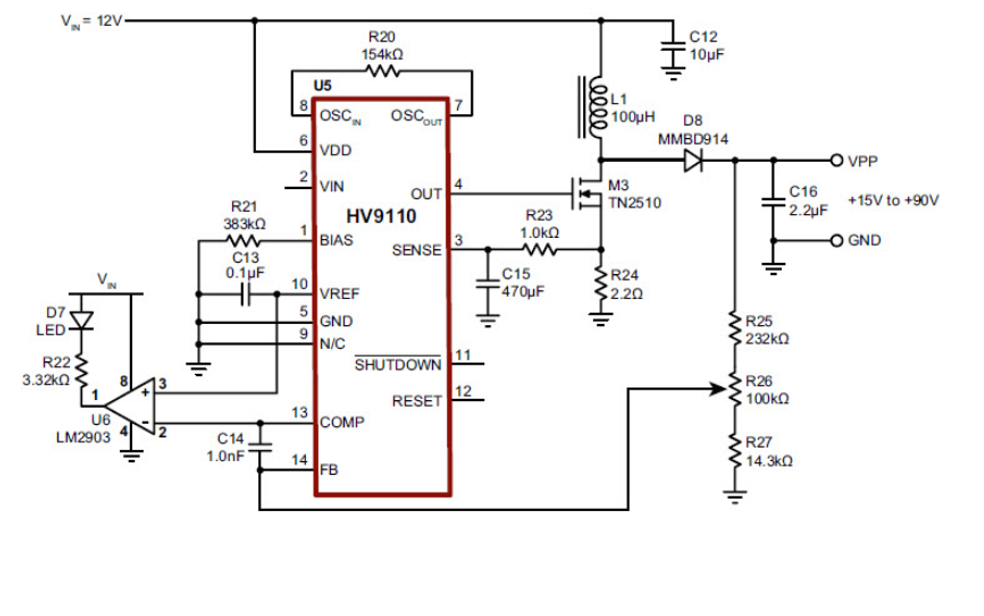 V_IN = 12V
R20
154kΩ
C12
10µF
U5
8
OSC_IN
OSC_OUT
7
L1
100µH
D8
MMBD914
6
VDD
VPP
2
VIN
OUT
4
M3
TN2510
C16
2.2µF
+15V to +90V
R21
383kΩ
HV9110
R23
1.0kΩ
1
BIAS
SENSE
3
GND
C13
0.1µF
C15
470µF
R24
2.2Ω
V_IN
10
VREF
D7
LED
5
GND
R25
232kΩ
9
N/C
SHUTDOWN
11
R22
3.32kΩ
8
3
+
R26
100kΩ
1
RESET
12
U6
LM2903
4
-
2
13
COMP
C14
1.0nF
R27
14.3kΩ
14
FB